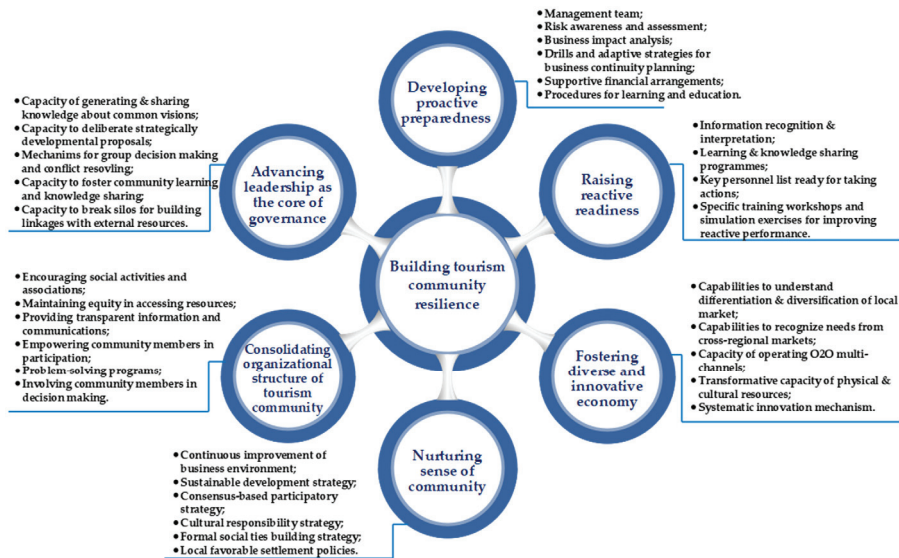 • Management team;
• Risk awareness and assessment;
• Business impact analysis;
• Drills and adaptive strategies for
business continuity planning;
• Supportive financial arrangements;
• Procedures for learning and education.
Developing
proactive
preparedness
• Capacity of generating & sharing
knowledge about common visions;
• Capacity to deliberate strategically
developmental proposals;
• Mechanims for group decision making
and conflict resovling;
• Capacity to foster community learning
and knowledge sharing;
• Capacity to break silos for building
linkages with external resources.
Advancing
leadership as
the core of
governance
• Information recognition &
interpretation;
• Learning & knowledge sharing
programmes;
• Key personnel list ready for taking
actions;
• Specific training workshops and
simulation exercises for improving
reactive performance.
Raising
reactive
readiness
Building tourism
community
resilience
• Encouraging social activities and
associations;
• Maintaining equity in accessing resources;
• Providing transparent information and
communications;
• Empowering community members in
participation;
• Problem-solving programs;
• Involving community members in
decision making.
Consolidating
organizational
structure of
tourism
community
• Capabilities to understand
differentiation & diversification of local
market;
• Capabilities to recognize needs from
cross-regional markets;
• Capacity of operating O2O multi-
channels;
• Transformative capacity of physical &
cultural resources;
• Systematic innovation mechanism.
Fostering
diverse and
innovative
economy
• Continuous improvement of
business environment;
• Sustainable development strategy;
• Consensus-based participatory
strategy;
• Cultural responsibility strategy;
• Formal social ties building strategy;
• Local favorable settlement policies.
Nurturing
sense of
community